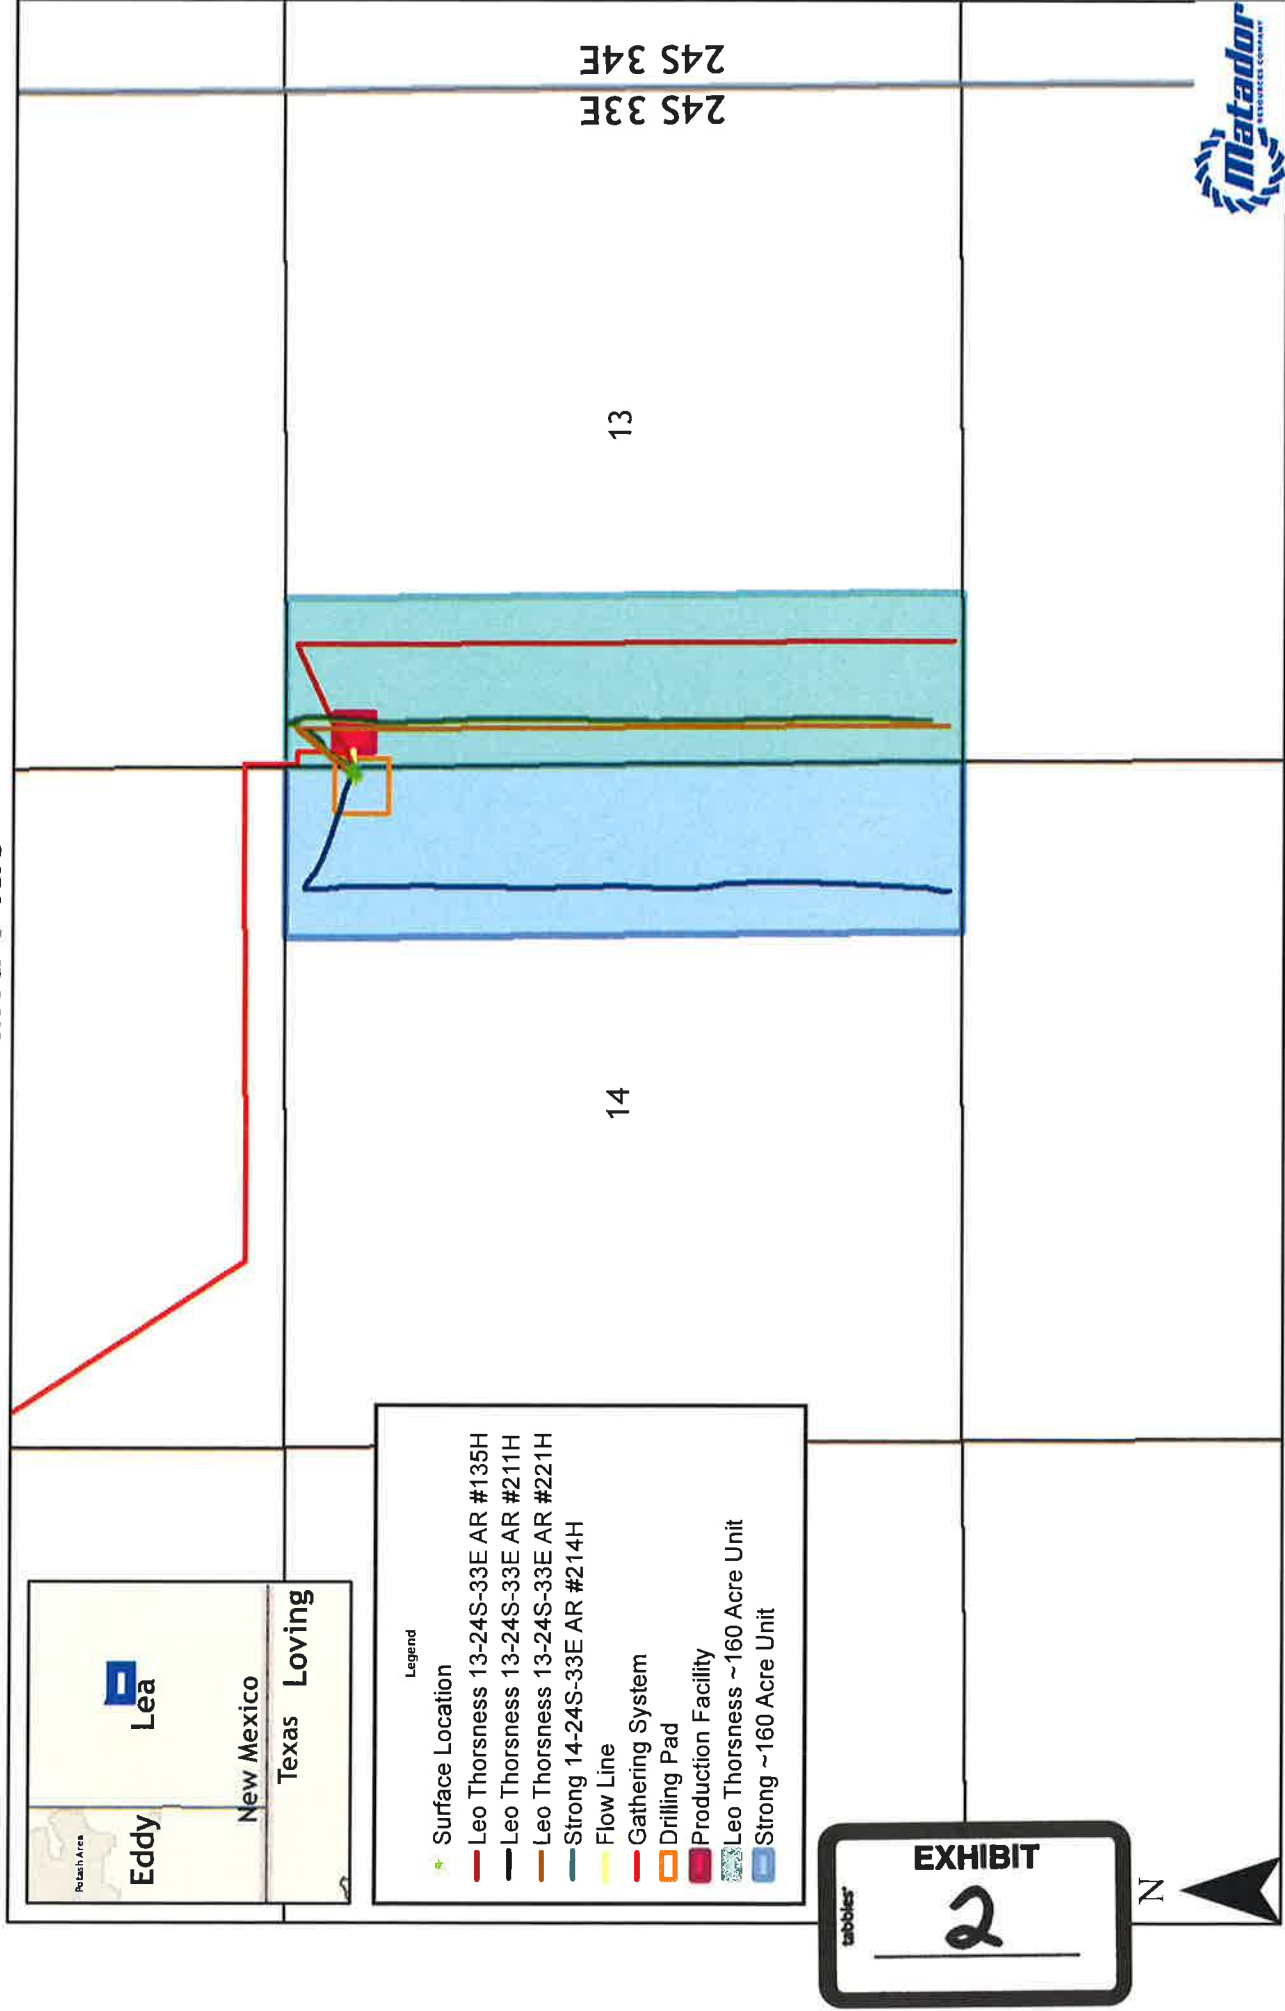 24S 33E
24S 34E
13
14
Matador
RESOURCES COMPANY
Potash Area
Eddy
Lea
New Mexico
Texas
Loving
Legend
Surface Location
Leo Thorsness 13-24S-33E AR #135H
Leo Thorsness 13-24S-33E AR #211H
Leo Thorsness 13-24S-33E AR #221H
Strong 14-24S-33E AR #214H
Flow Line
Gathering System
Drilling Pad
Production Facility
Leo Thorsness ~160 Acre Unit
Strong ~160 Acre Unit
tabbies'
EXHIBIT
2
N